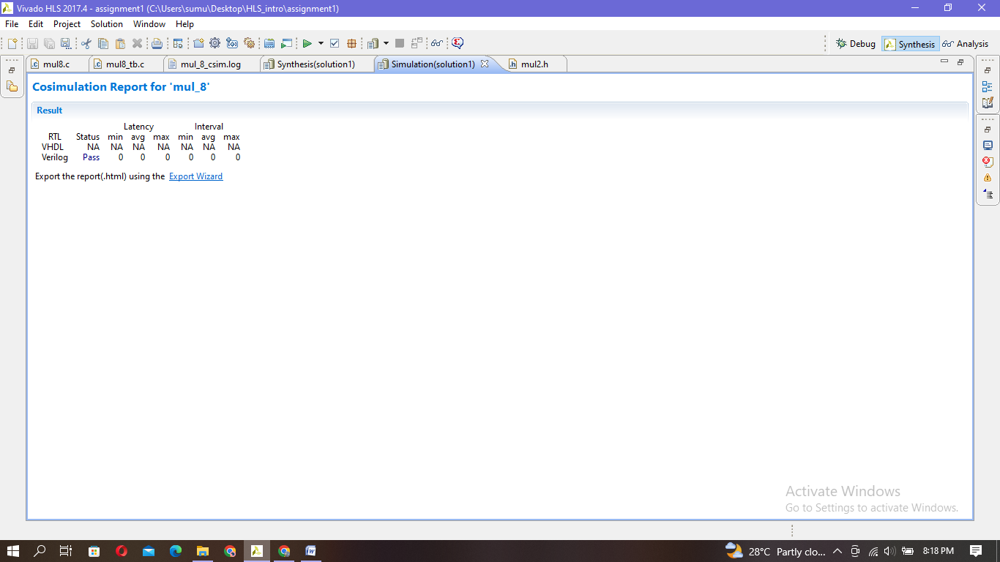 Vivado HLS 2017.4 - assignment1 (C:\Users\sumu\Desktop\HLS_intro\assignment1)
File Edit Project Solution Window Help
Debug Synthesis Analysis
mul8.c mul8_tb.c mul_8_csim.log Synthesis(solution1) Simulation(solution1) mul2.h
Cosimulation Report for 'mul_8'
Result
Latency Interval
RTL Status min avg max min avg max
VHDL NA NA NA NA NA NA NA
Verilog Pass 0 0 0 0 0 0
Export the report(.html) using the Export Wizard
Activate Windows
Go to Settings to activate Windows.
28°C Partly clo... 8:18 PM